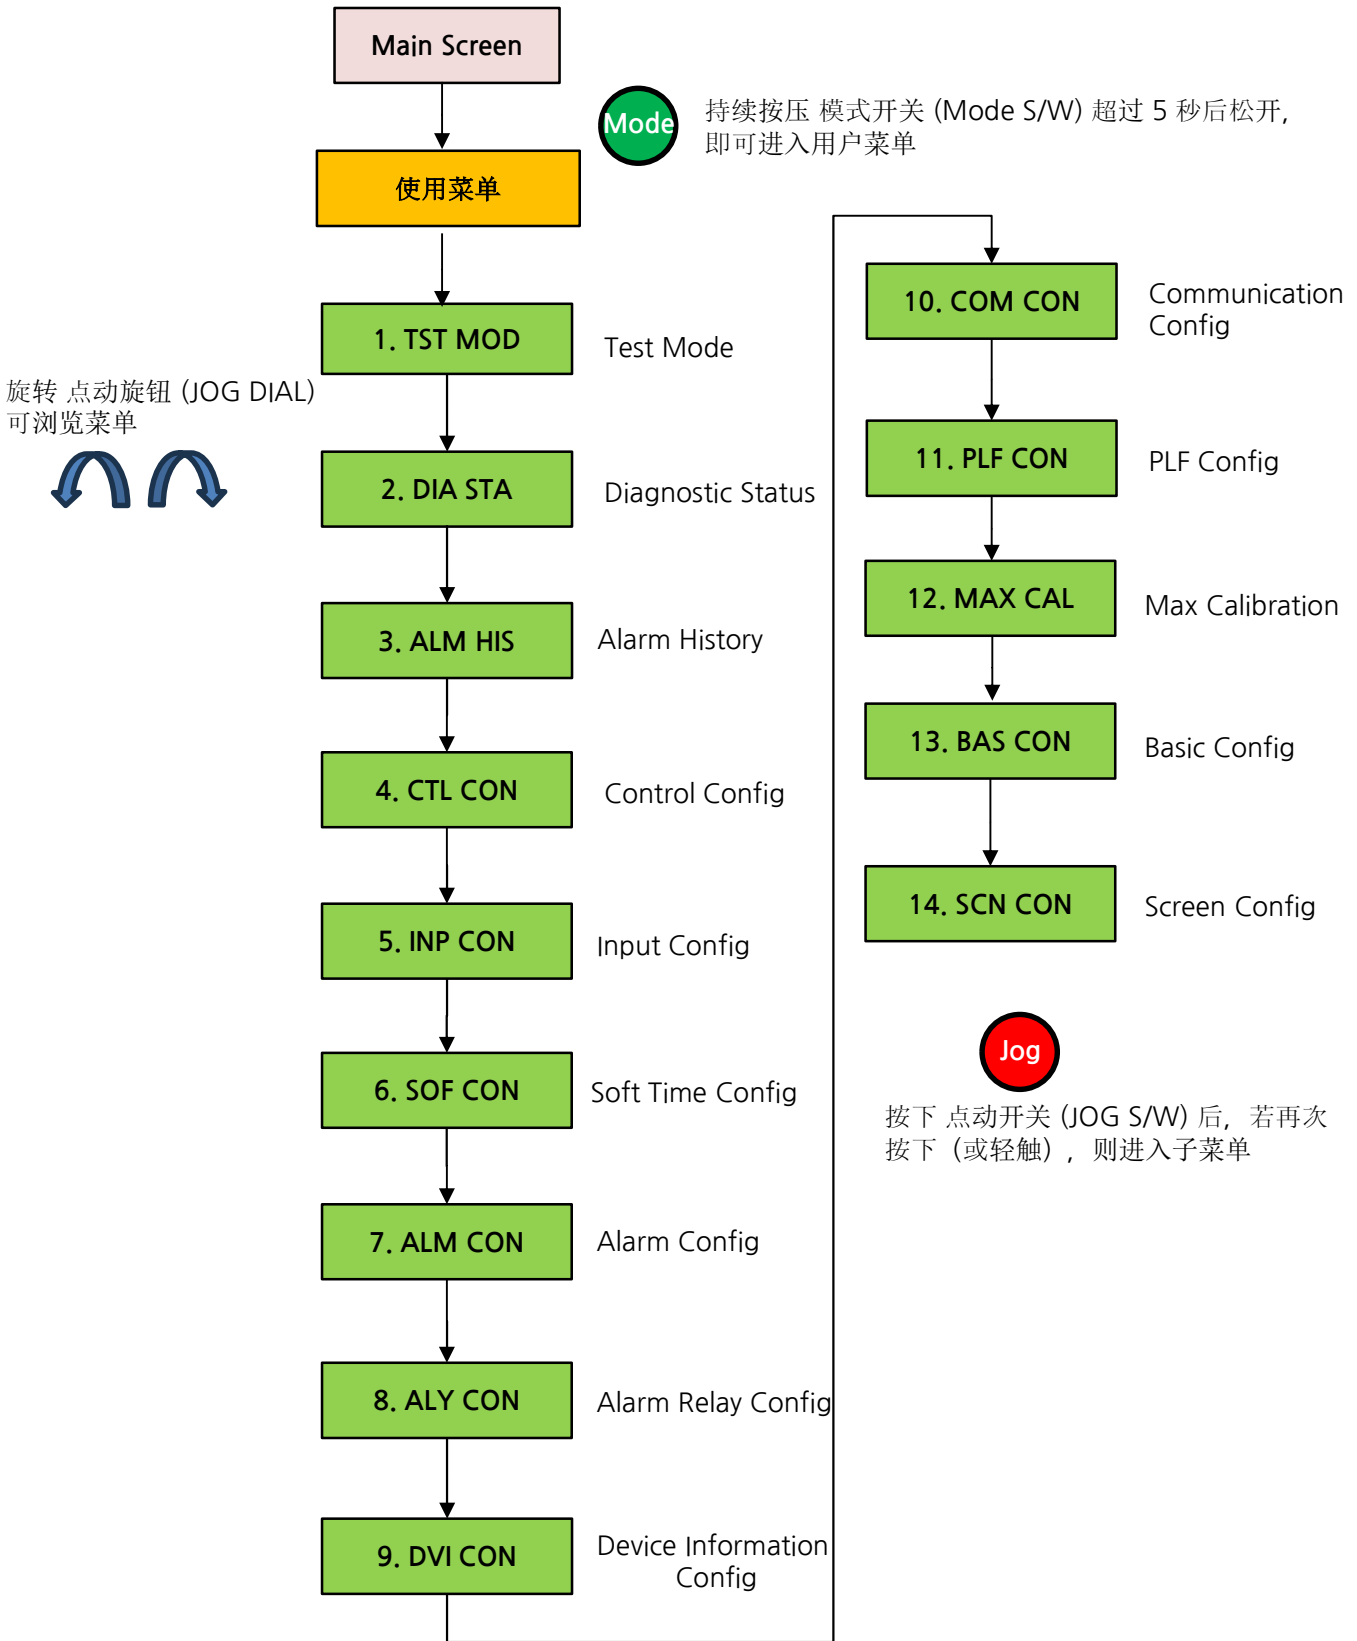 Main Screen
Mode
持续按压 模式开关 (Mode S/W) 超过 5 秒后松开,
即可进入用户菜单
使用菜单
1. TST MOD
Test Mode
旋转 点动旋钮 (JOG DIAL)
可浏览菜单
2. DIA STA
Diagnostic Status
3. ALM HIS
Alarm History
4. CTL CON
Control Config
5. INP CON
Input Config
6. SOF CON
Soft Time Config
7. ALM CON
Alarm Config
8. ALY CON
Alarm Relay Config
9. DVI CON
Device Information
Config
10. COM CON
Communication
Config
11. PLF CON
PLF Config
12. MAX CAL
Max Calibration
13. BAS CON
Basic Config
14. SCN CON
Screen Config
Jog
按下 点动开关 (JOG S/W) 后，若再次
按下（或轻触），则进入子菜单